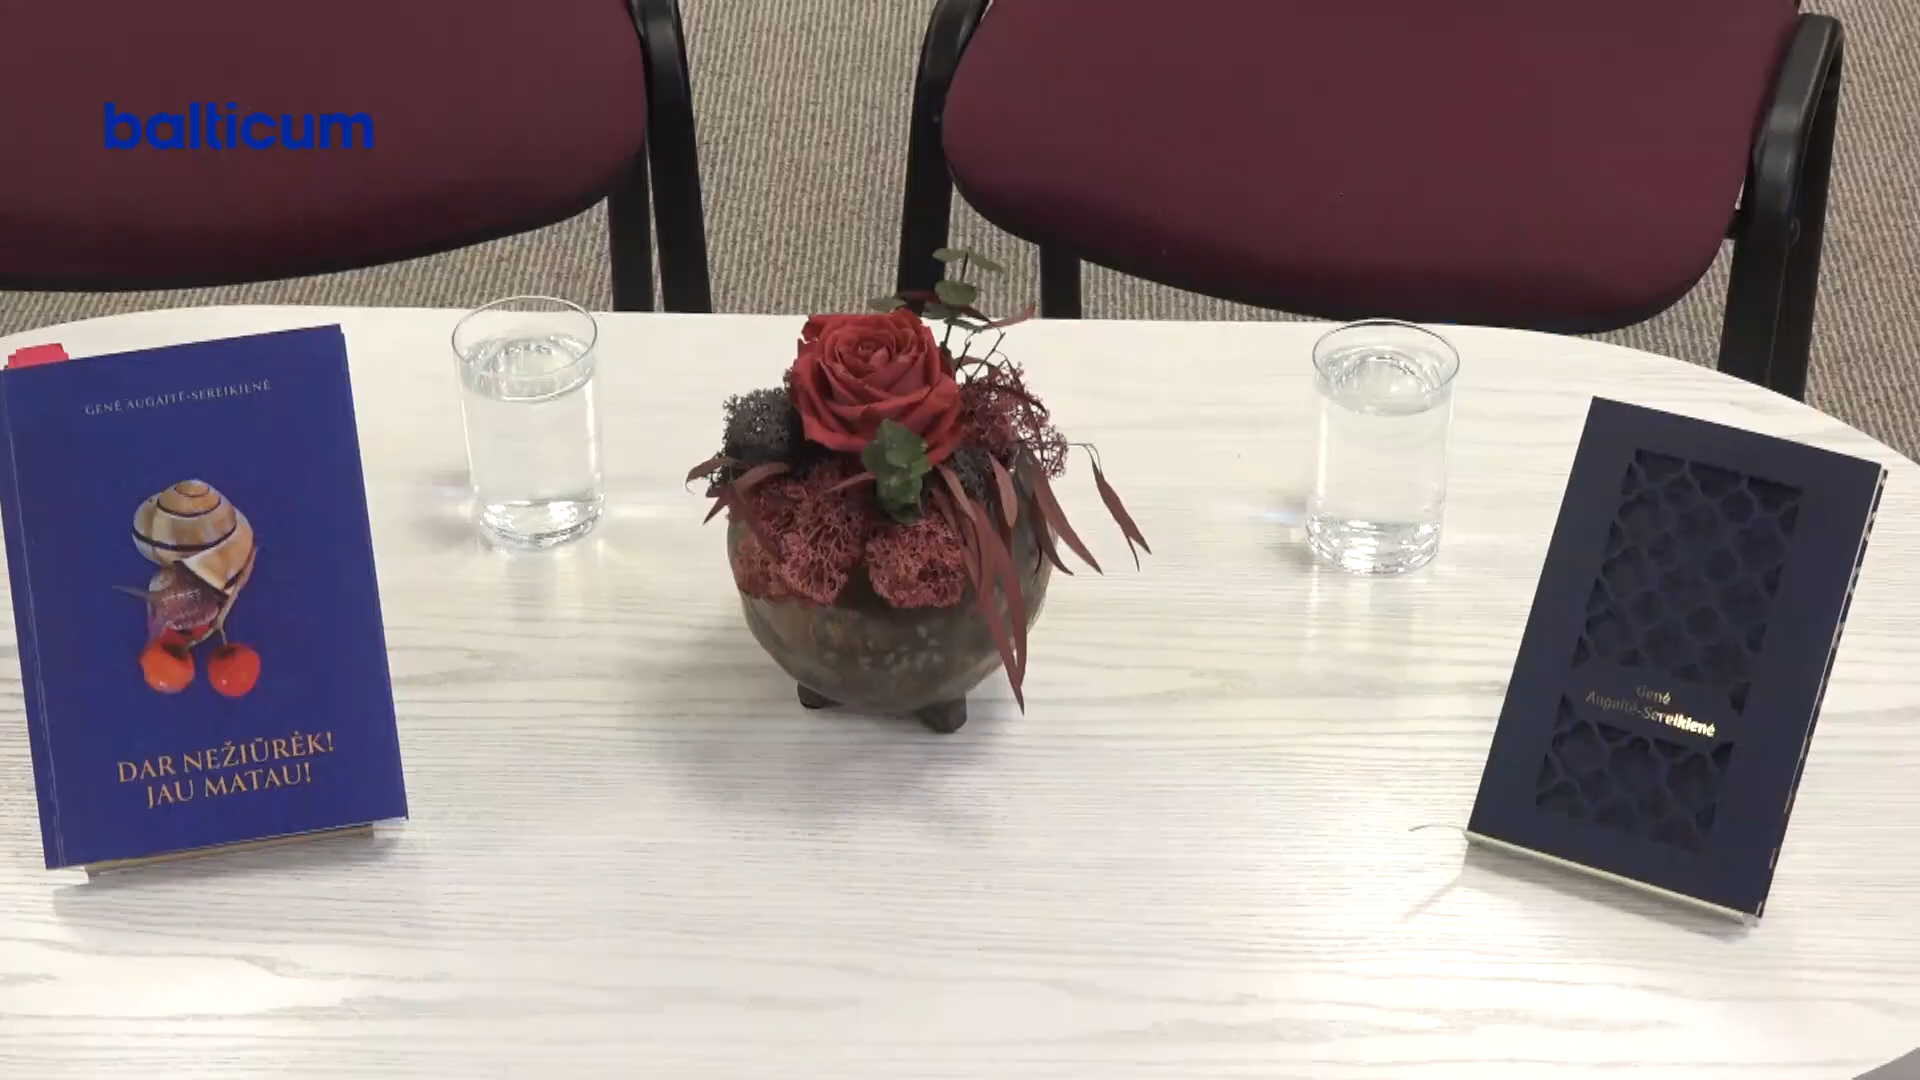 balticum
GENĖ AUGAITĖ-SEREIKIENĖ
DAR NEŽIŪRĖK!
JAU MATAU!
Genė
Augaitė-Sereikienė